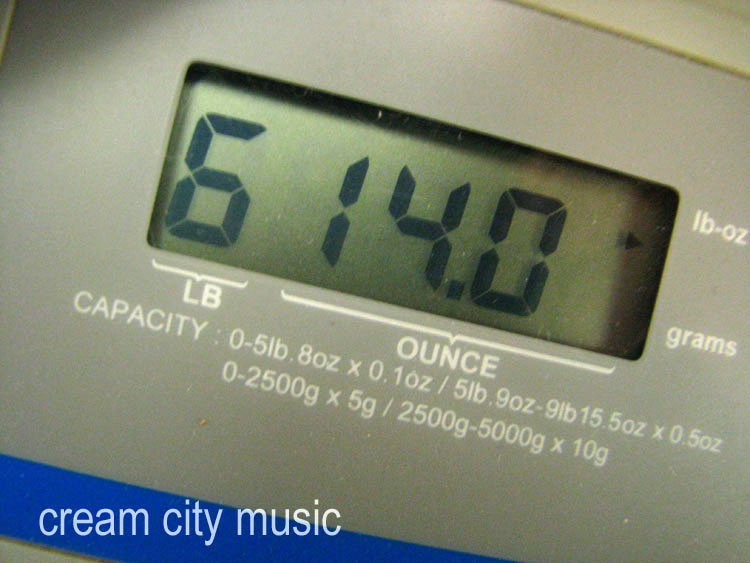 6 14.0
lb-oz
LB
OUNCE
grams
CAPACITY : 0-5lb.8oz x 0.1oz / 5lb.9oz-9lb15.5oz x 0.5oz
0-2500g x 5g / 2500g-5000g x 10g
cream city music